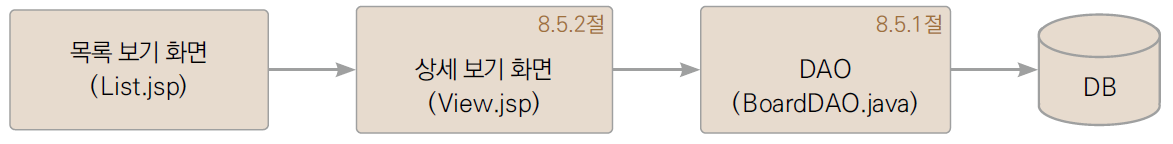 목록 보기 화면
(List.jsp)
8.5.2절
상세 보기 화면
(View.jsp)
8.5.1절
DAO
(BoardDAO.java)
DB